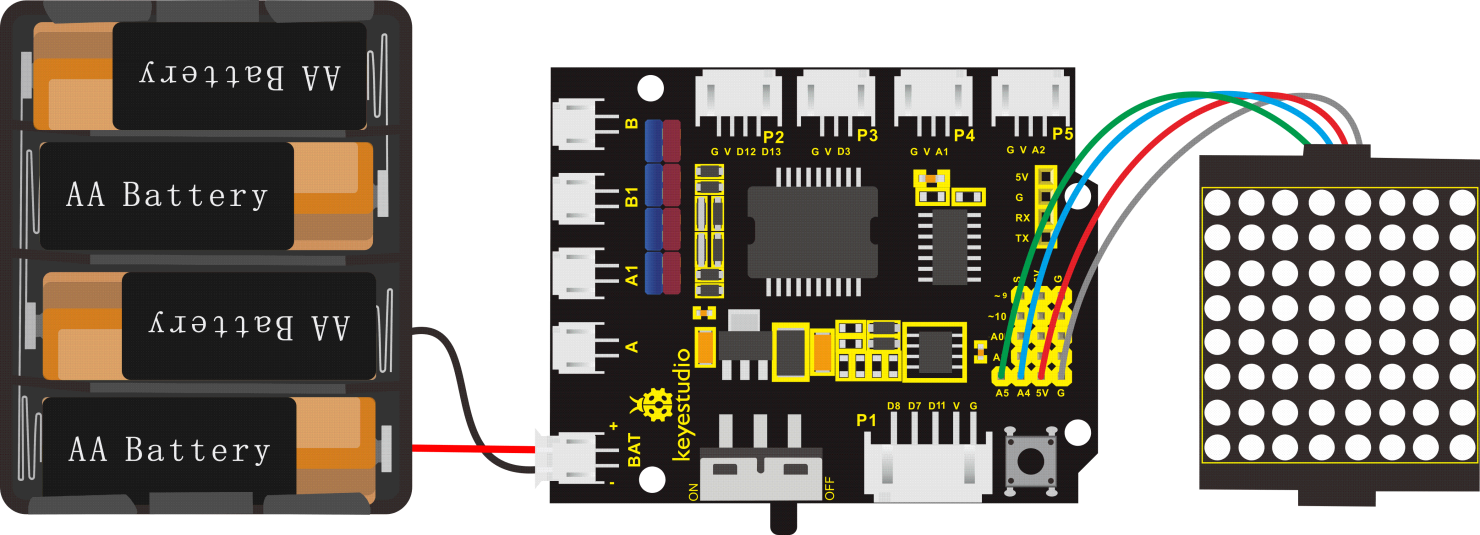 AA Battery
AA Battery
AA Battery
AA Battery
B
B1
A1
A
+
BAT
-
keyestudio
P2
G V D12 D13
P3
G V D3
P4
G V A1
P5
G V A2
5V
G
RX
TX
S 5V G
~9
~10
A0
A
A5 A4 5V G
P1
D8 D7 D11 V G
ON
OFF